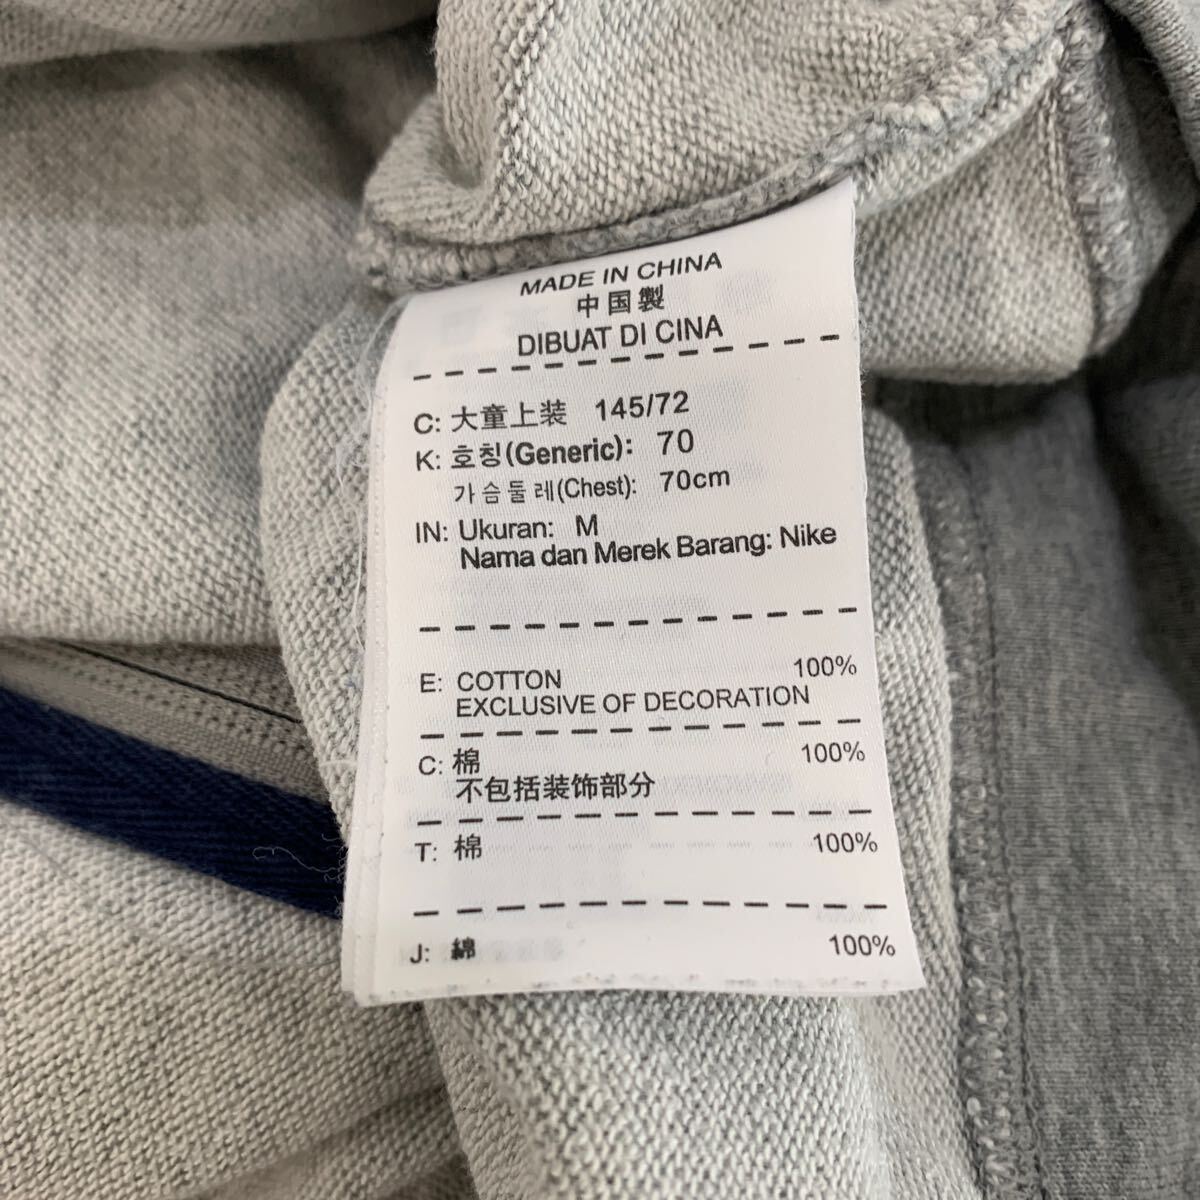 MADE IN CHINA
中国製
DIBUAT DI CINA
C: 大童上装 145/72
K: 호칭(Generic): 70
가슴둘레(Chest): 70cm
IN: Ukuran: M
Nama dan Merek Barang: Nike
E: COTTON 100%
EXCLUSIVE OF DECORATION
C: 棉 100%
不包括装饰部分
T: 棉 100%
J: 綿 100%